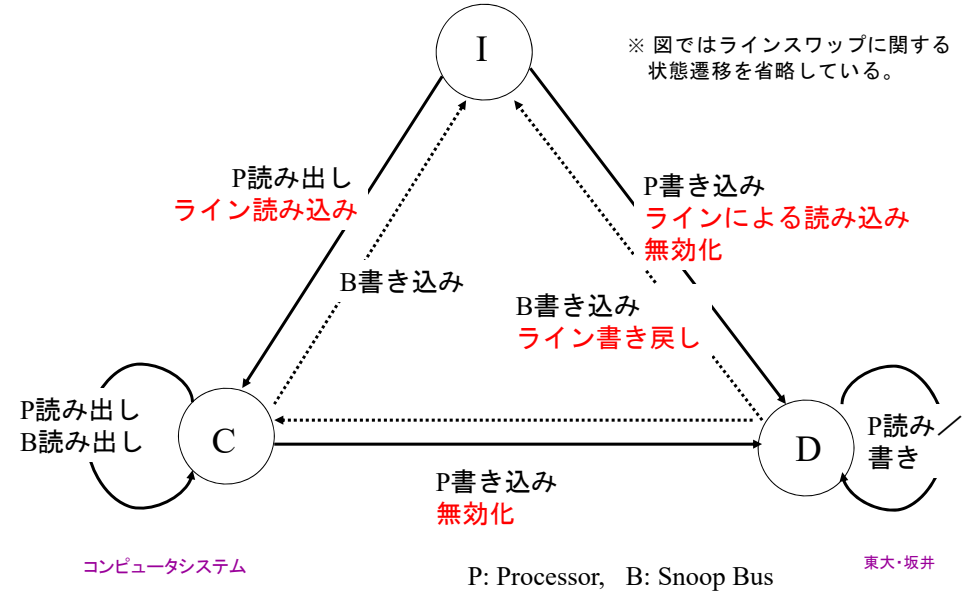 I
※ 図ではラインスワップに関する
状態遷移を省略している。
P読み出し
ライン読み込み
P書き込み
ラインによる読み込み
無効化
B書き込み
B書き込み
ライン書き戻し
P読み出し
B読み出し
C
D
P読み／
書き
P書き込み
無効化
コンピュータシステム
P: Processor, B: Snoop Bus
東大・坂井